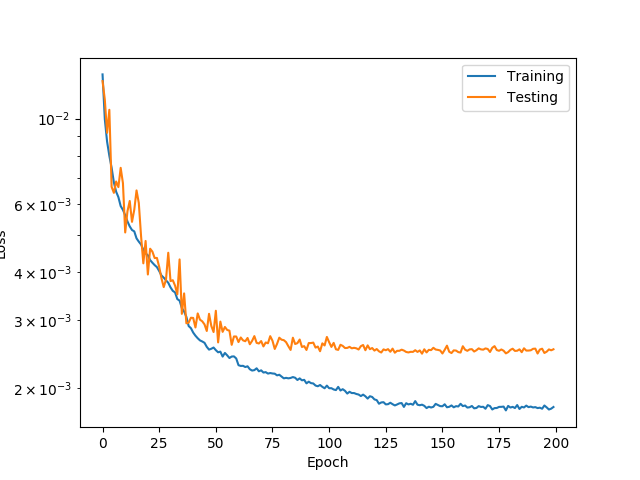 Training
Testing
10⁻²
6 × 10⁻³
4 × 10⁻³
3 × 10⁻³
2 × 10⁻³
Loss
0 25 50 75 100 125 150 175 200
Epoch